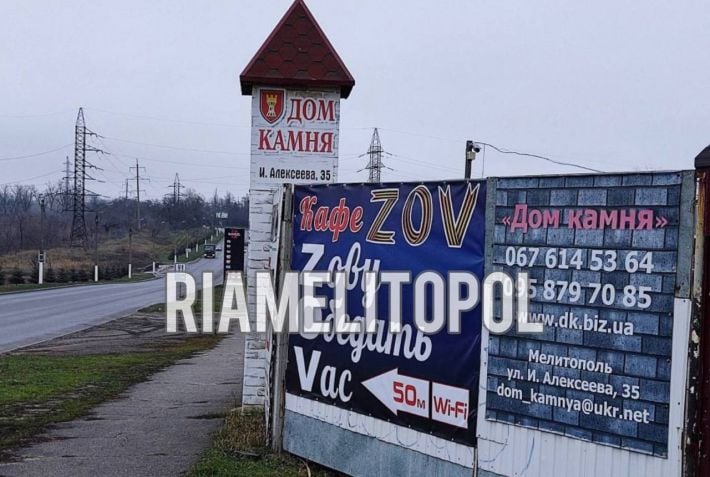 ДОМ
КАМНЯ
И. Алексеева, 35
Кафе ZOV
Zову
Обедать
Vас
50м Wi-Fi
«Дом камня»
067 614 53 64
095 879 70 85
www.dk.biz.ua
Мелитополь
ул. И. Алексеева, 35
dom_kamnya@ukr.net
RIAMELITOPOL